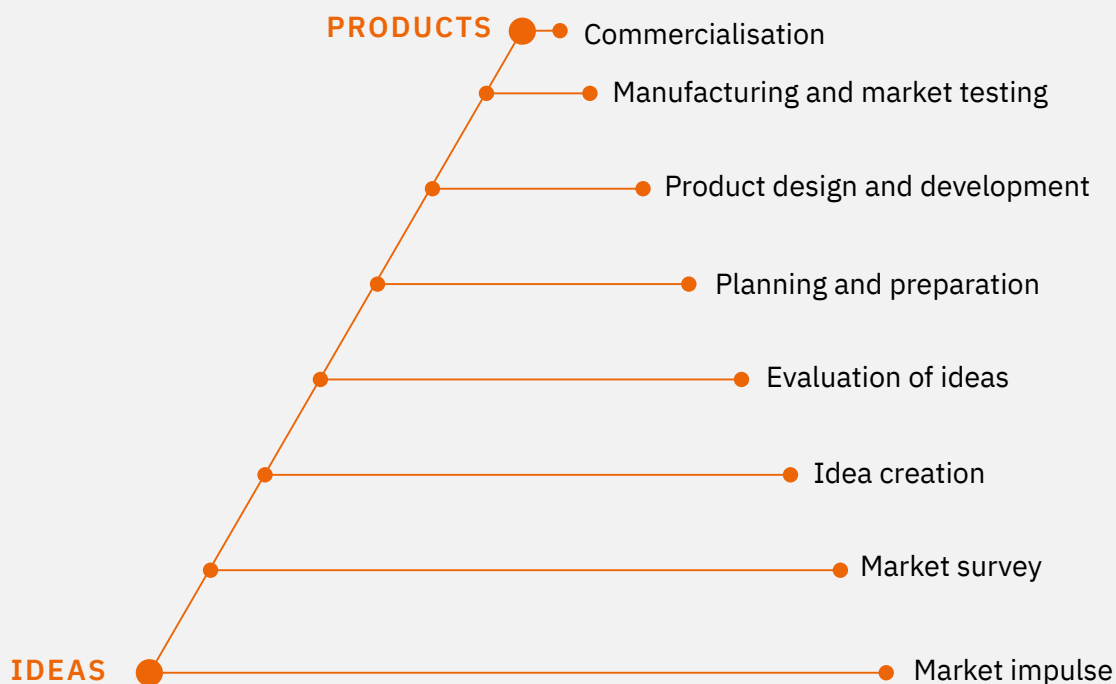 PRODUCTS
Commercialisation
Manufacturing and market testing
Product design and development
Planning and preparation
Evaluation of ideas
Idea creation
Market survey
IDEAS
Market impulse